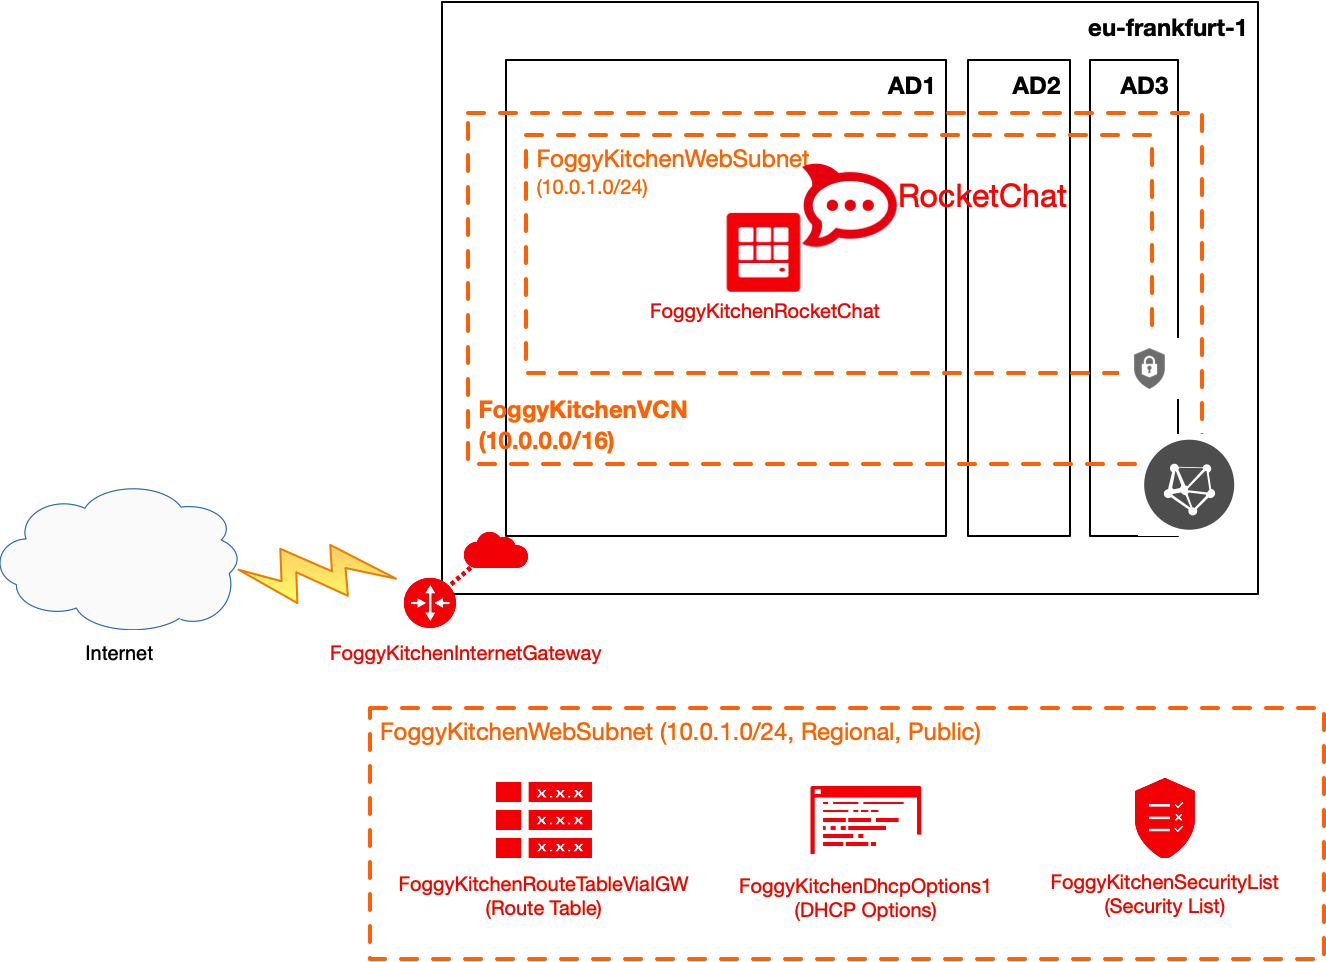 eu-frankfurt-1
AD1
AD2
AD3
FoggyKitchenWebSubnet
(10.0.1.0/24)
RocketChat
FoggyKitchenRocketChat
FoggyKitchenVCN
(10.0.0.0/16)
Internet
FoggyKitchenInternetGateway
FoggyKitchenWebSubnet (10.0.1.0/24, Regional, Public)
x.x.x
x.x.x
x.x.x
FoggyKitchenRouteTableViaIGW
(Route Table)
FoggyKitchenDhcpOptions1
(DHCP Options)
FoggyKitchenSecurityList
(Security List)